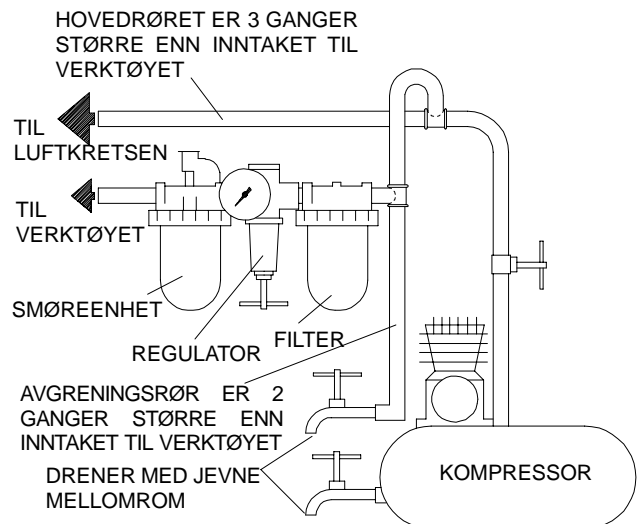 HOVEDRØRET ER 3 GANGER
STØRRE ENN INNTAKET TIL
VERKTØYET
TIL
LUFTKRETSEN
TIL
VERKTØYET
SMØREENHET
REGULATOR
FILTER
AVGRENINGSRØR ER 2
GANGER STØRRE ENN
INNTAKET TIL VERKTØYET
DRENER MED JEVNE
MELLOMROM
KOMPRESSOR